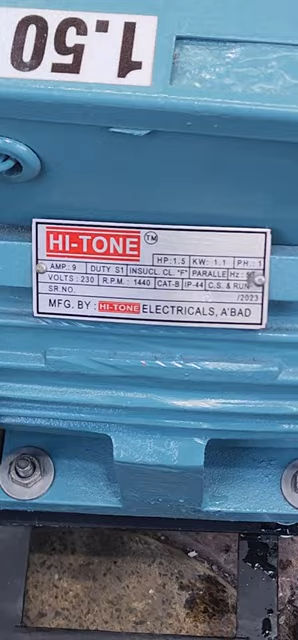 1.50
HI-TONE TM
HP:1.5 KW: 1.1 PH: 1
AMP: 9 DUTY S1 INSUCL. CL. "F" PARALLE Hz:
VOLTS: 230 R.P.M.: 1440 CAT-B IP-44 C.S. & RUN
SR.NO. /2023
MFG. BY : HI-TONE ELECTRICALS, A'BAD